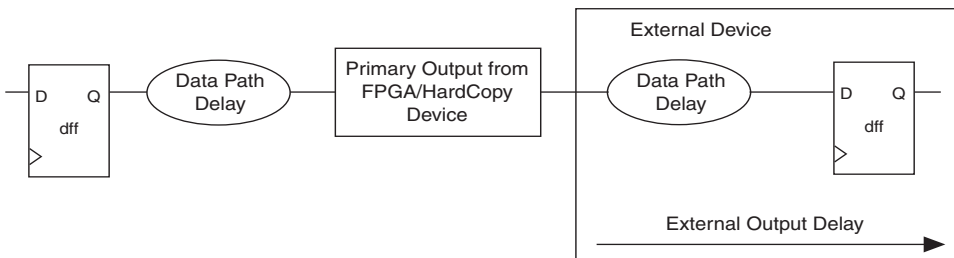 External Device
D Q
dff
Data Path
Delay
Primary Output from
FPGA/HardCopy
Device
Data Path
Delay
D Q
dff
External Output Delay